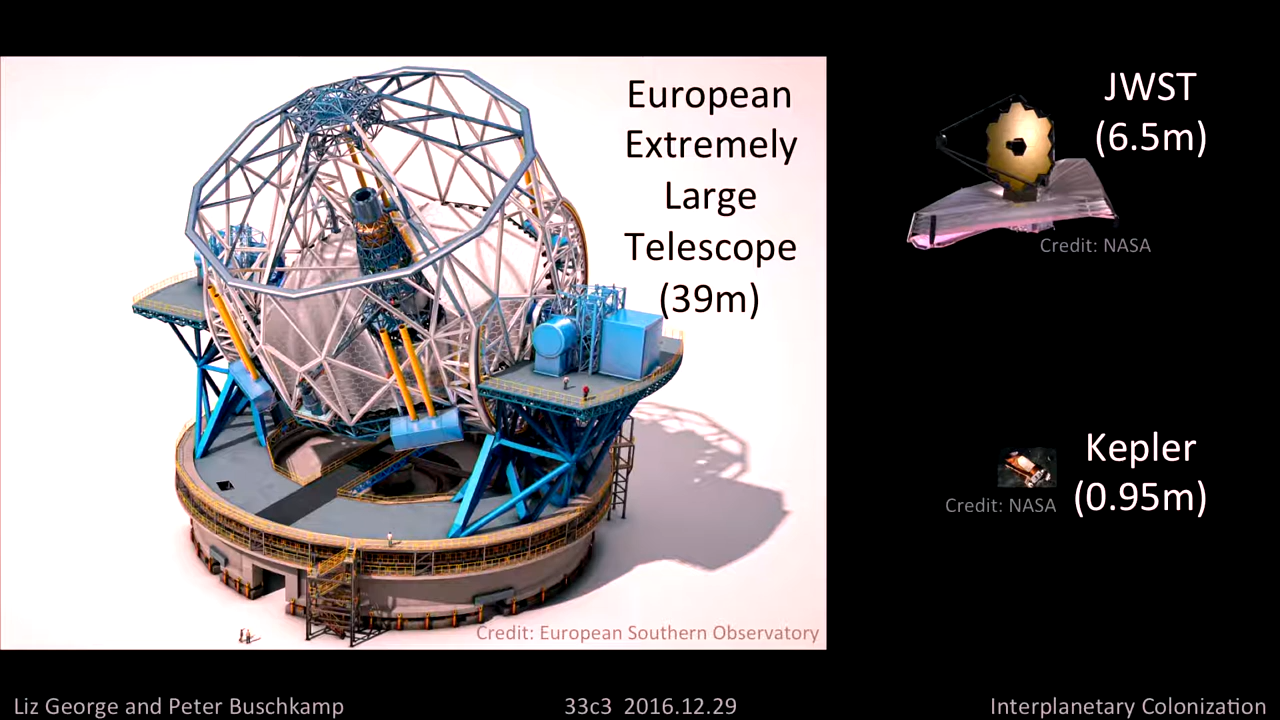 European
Extremely
Large
Telescope
(39m)
Credit: European Southern Observatory
JWST
(6.5m)
Credit: NASA
Kepler
(0.95m)
Credit: NASA
Liz George and Peter Buschkamp
33c3 2016.12.29
Interplanetary Colonization